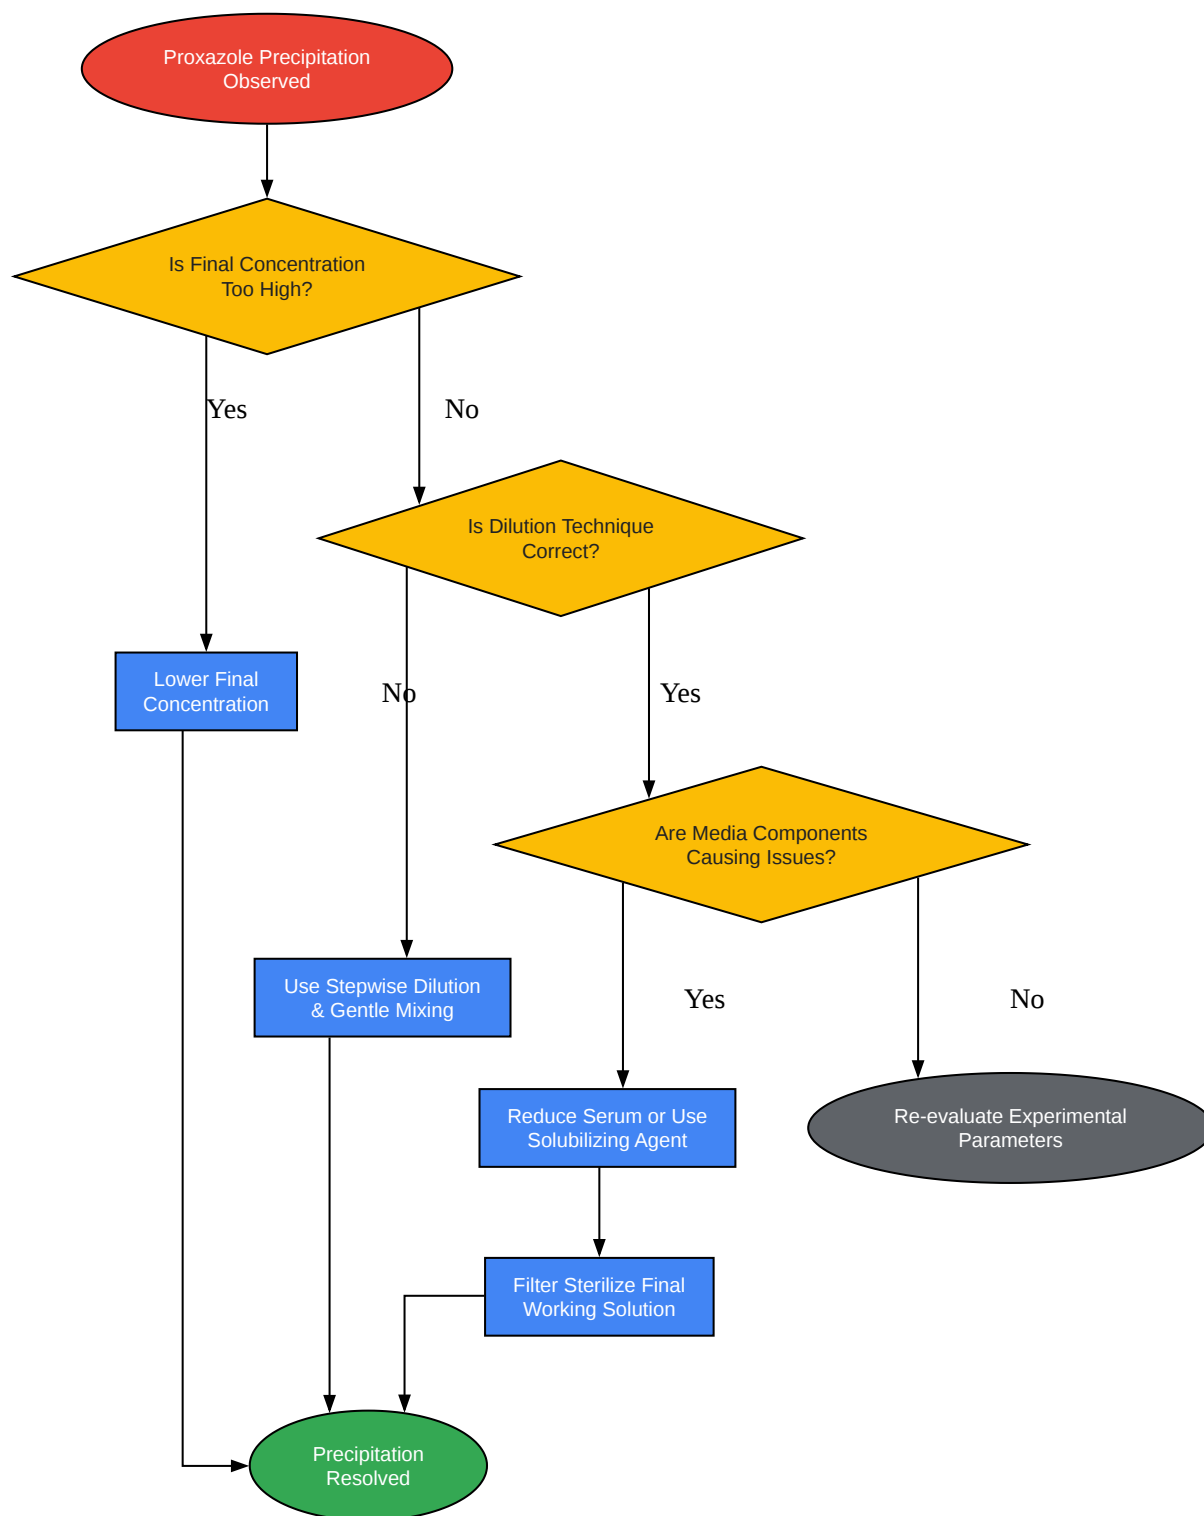 Proxazole Precipitation
Observed
Is Final Concentration
Too High?
Yes
No
Is Dilution Technique
Correct?
Lower Final
Concentration
No
Yes
Are Media Components
Causing Issues?
Use Stepwise Dilution
& Gentle Mixing
Yes
No
Reduce Serum or Use
Solubilizing Agent
Re-evaluate Experimental
Parameters
Filter Sterilize Final
Working Solution
Precipitation
Resolved